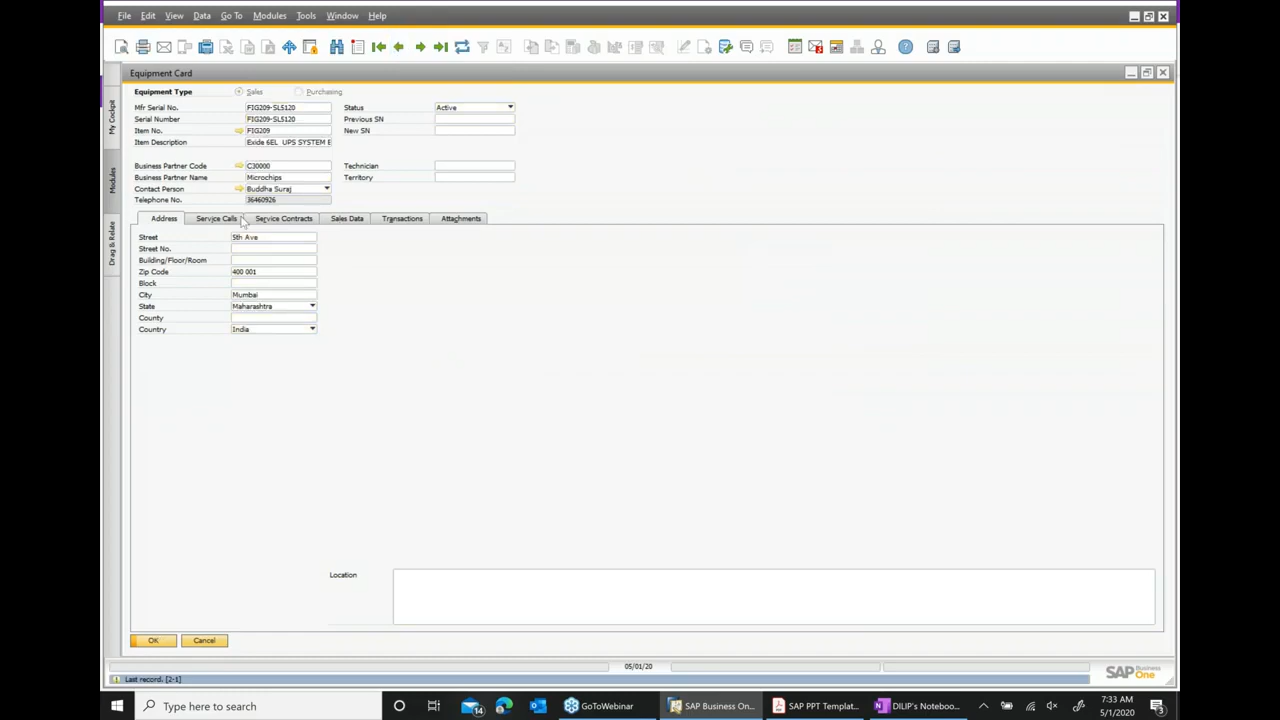 File Edit View Data Go To Modules Tools Window Help
Equipment Card
Equipment Type Sales Purchasing
Mfr Serial No. FIG209-SL5120 Status Active
Serial Number FIG209-SL5120 Previous SN
Item No. FIG209 New SN
Item Description Exide 6EL UPS SYSTEM E
Business Partner Code C30000 Technician
Business Partner Name Microchips Territory
Contact Person Buddha Suraj
Telephone No. 36460926
Address Service Calls Service Contracts Sales Data Transactions Attachments
Street 5th Ave
Street No.
Building/Floor/Room
Zip Code 400 001
Block
City Mumbai
State Maharashtra
County
Country India
Location
OK Cancel
My Cockpit
Modules
Drag & Relate
05/01/20
SAP Business One
Last record. [2-1]
Type here to search
14
GoToWebinar
SAP Business On...
SAP PPT Templat...
DILIP's Noteboo...
7:33 AM
5/1/2020
3